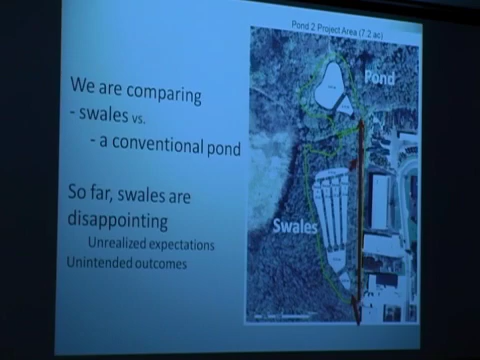 Pond 2 Project Area (7.2 ac)
We are comparing
- swales vs.
- a conventional pond
So far, swales are
disappointing
Unrealized expectations
Unintended outcomes
Pond
Swales